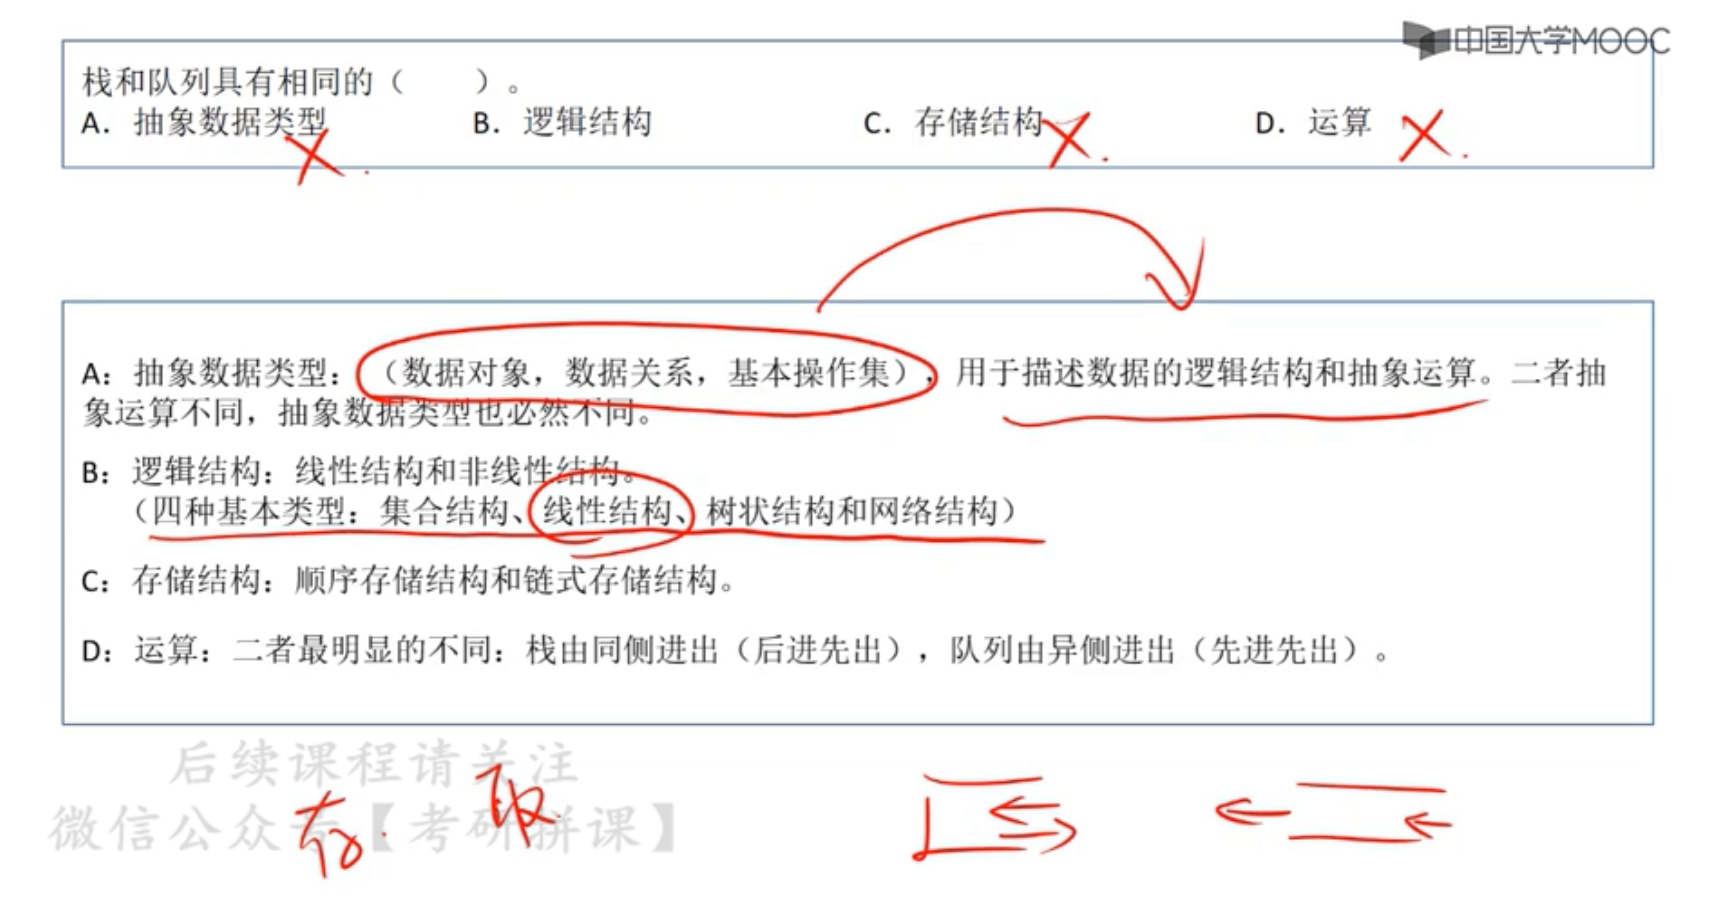 中国大学MOOC
栈和队列具有相同的（　　）。
A. 抽象数据类型　B. 逻辑结构　C. 存储结构　D. 运算
A：抽象数据类型：（数据对象，数据关系，基本操作集），用于描述数据的逻辑结构和抽象运算。二者抽
象运算不同，抽象数据类型也必然不同。
B：逻辑结构：线性结构和非线性结构。
（四种基本类型：集合结构、线性结构、树状结构和网络结构）
C：存储结构：顺序存储结构和链式存储结构。
D：运算：二者最明显的不同：栈由同侧进出（后进先出），队列由异侧进出（先进先出）。
后续课程请关注
微信公众号【考研拼课】
存 取